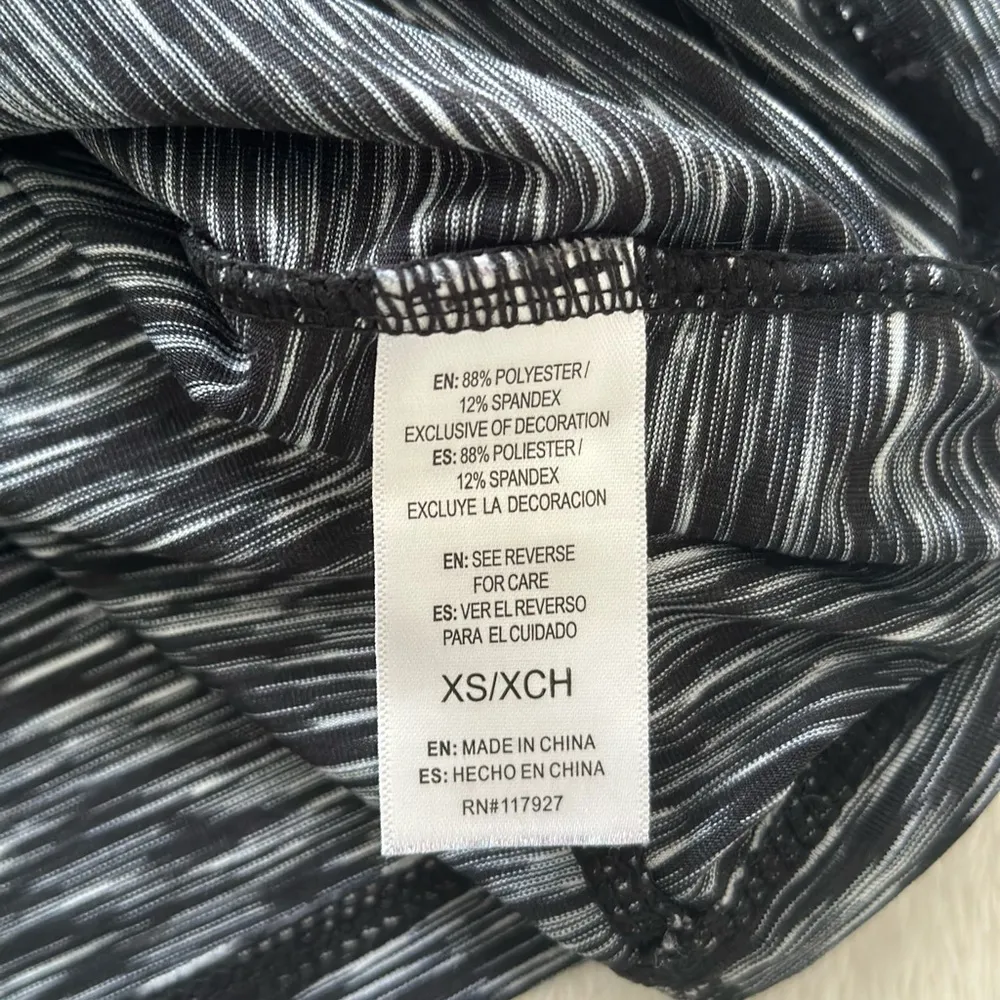 EN: 88% POLYESTER /
12% SPANDEX
EXCLUSIVE OF DECORATION
ES: 88% POLIESTER /
12% SPANDEX
EXCLUYE LA DECORACION
EN: SEE REVERSE
FOR CARE
ES: VER EL REVERSO
PARA EL CUIDADO
XS/XCH
EN: MADE IN CHINA
ES: HECHO EN CHINA
RN#117927